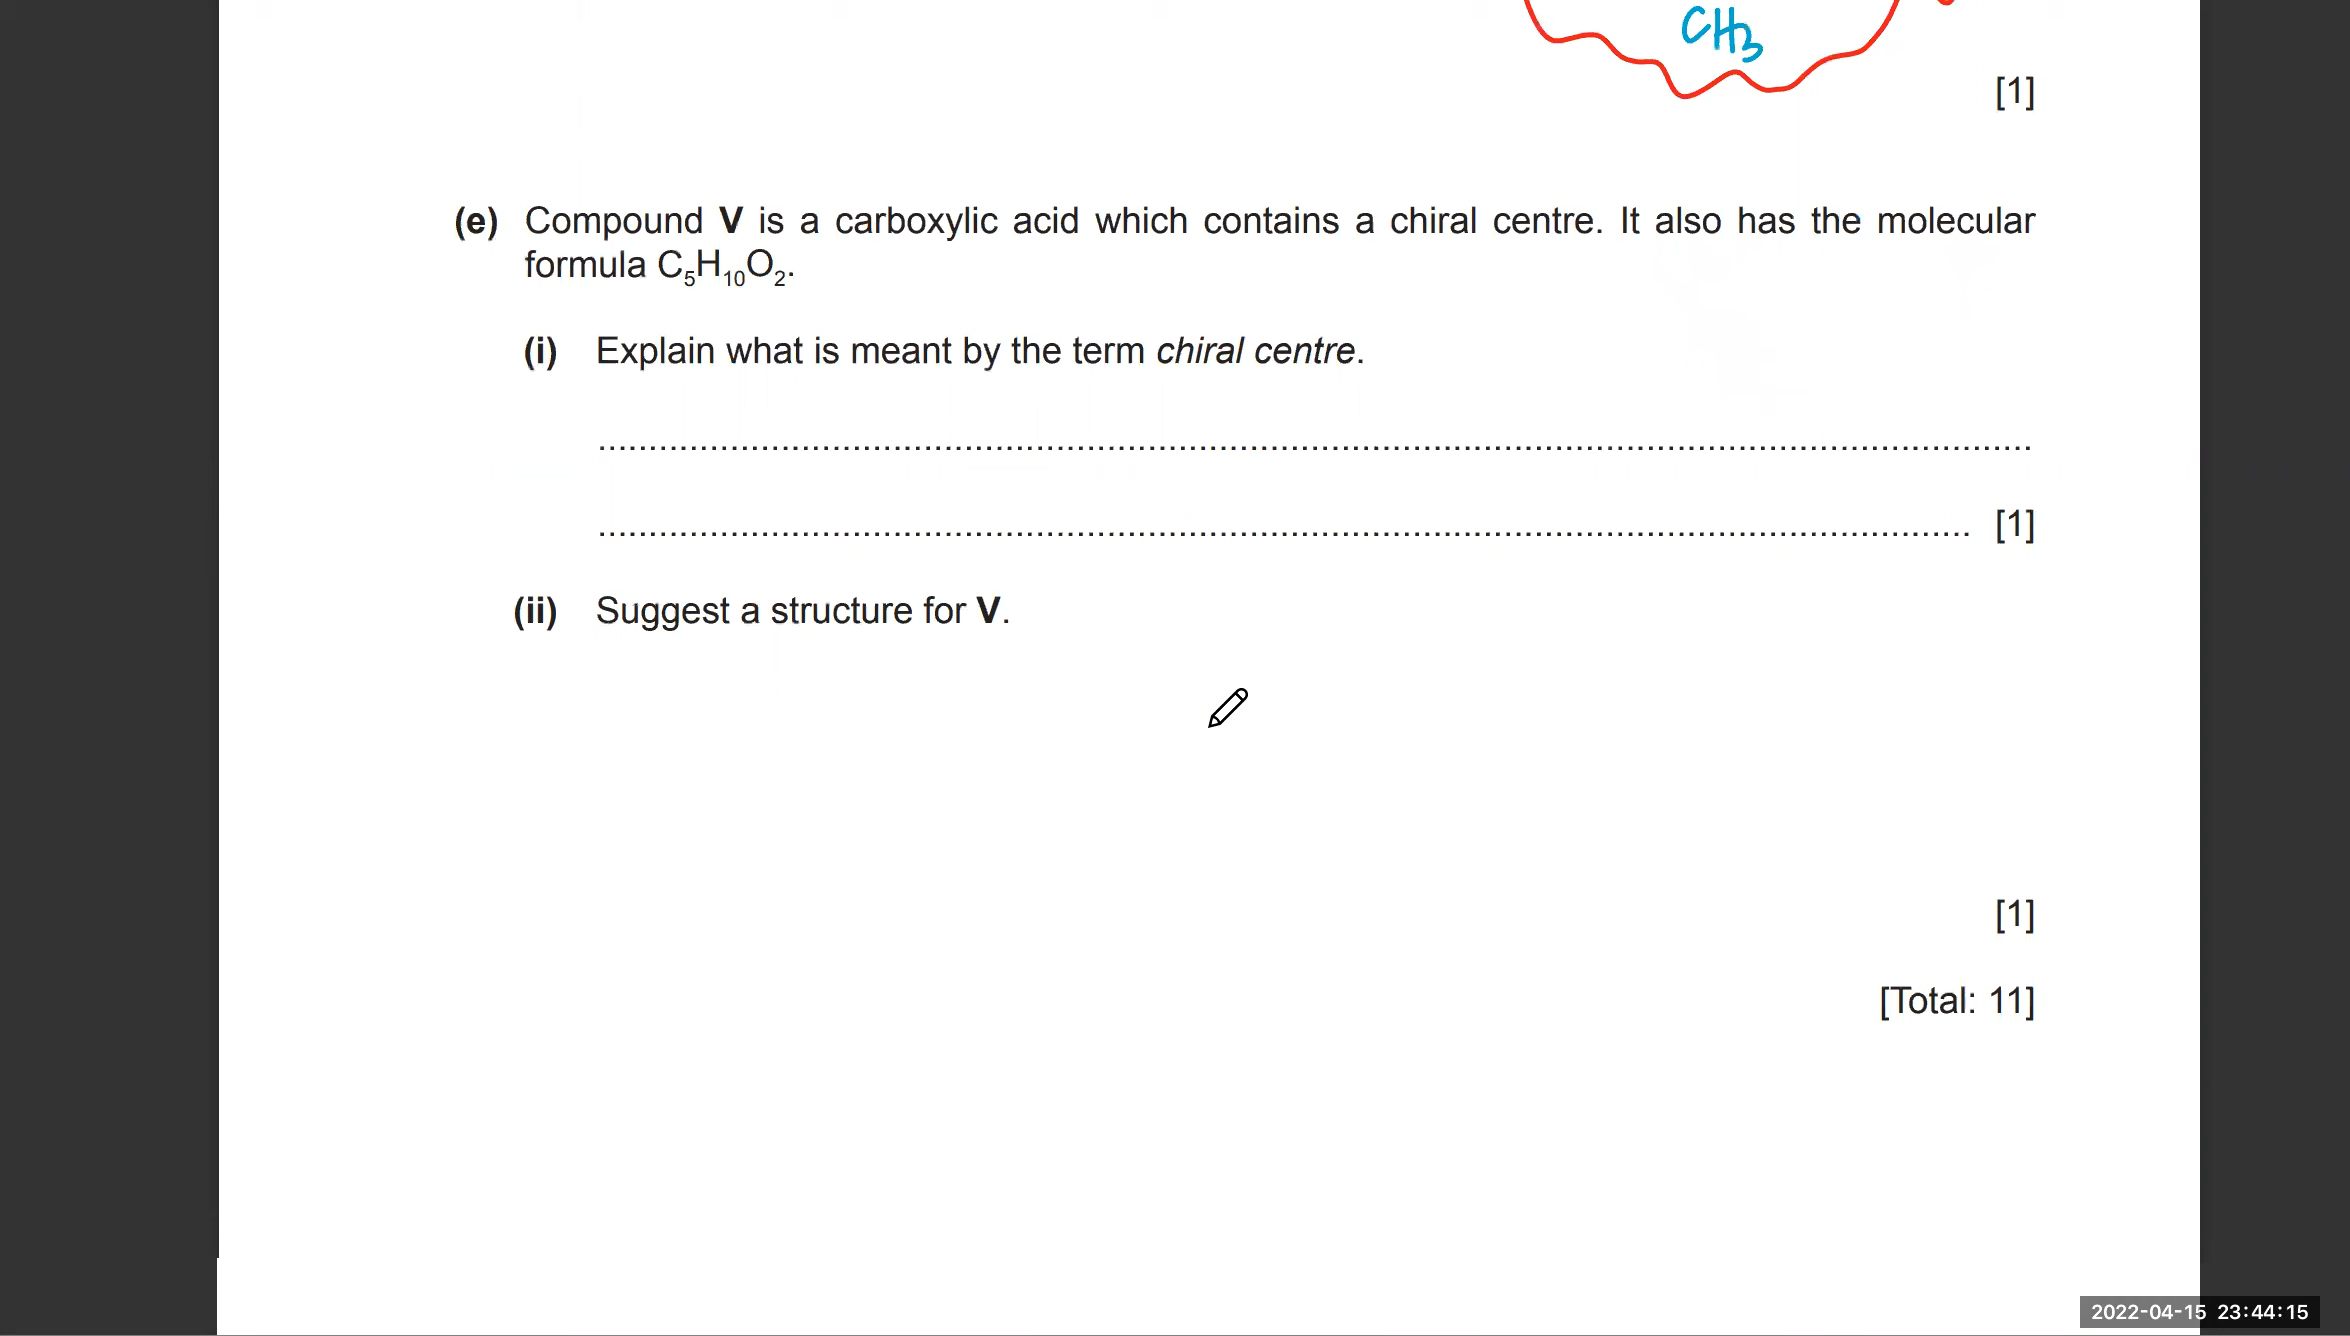 CH3
[1]
(e) Compound V is a carboxylic acid which contains a chiral centre. It also has the molecular
formula C₅H₁₀O₂.
(i) Explain what is meant by the term chiral centre.
[1]
(ii) Suggest a structure for V.
[1]
[Total: 11]
2022-04-15 23:44:15